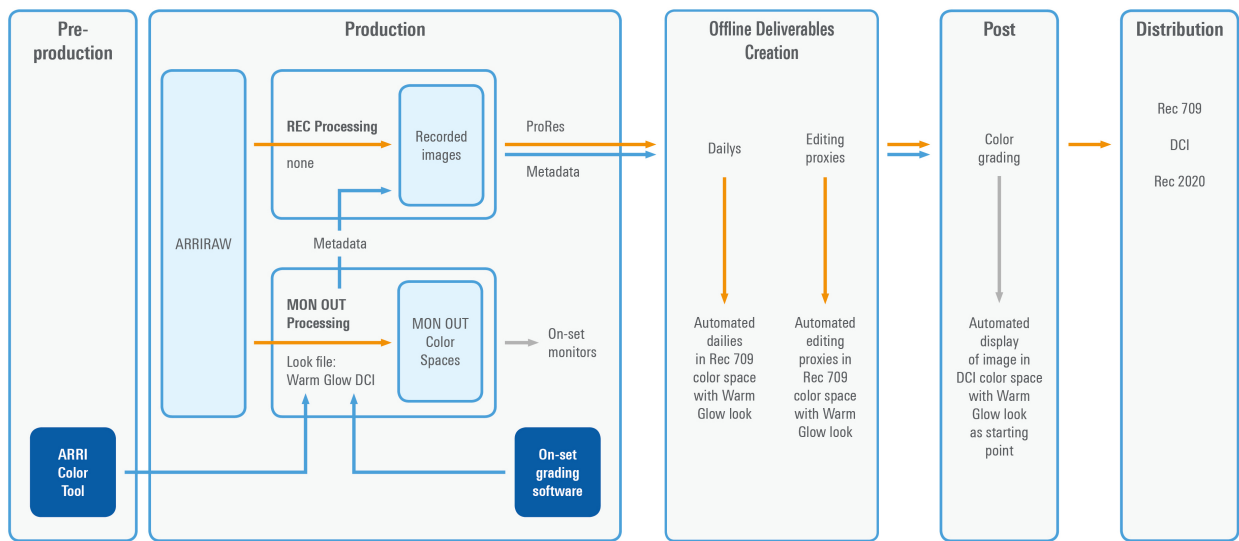 Pre-
production
Production
Offline Deliverables
Creation
Post
Distribution
ARRIRAW
REC Processing
none
Recorded
images
Metadata
MON OUT
Processing
Look file:
Warm Glow DCI
MON OUT
Color
Spaces
On-set
monitors
ProRes
Metadata
ARRI
Color
Tool
On-set
grading
software
Dailys
Editing
proxies
Automated
dailies
in Rec 709
color space
with Warm
Glow look
Automated
editing
proxies in
Rec 709
color space
with Warm
Glow look
Color
grading
Automated
display
of image in
DCI color space
with Warm
Glow look
as starting
point
Rec 709
DCI
Rec 2020